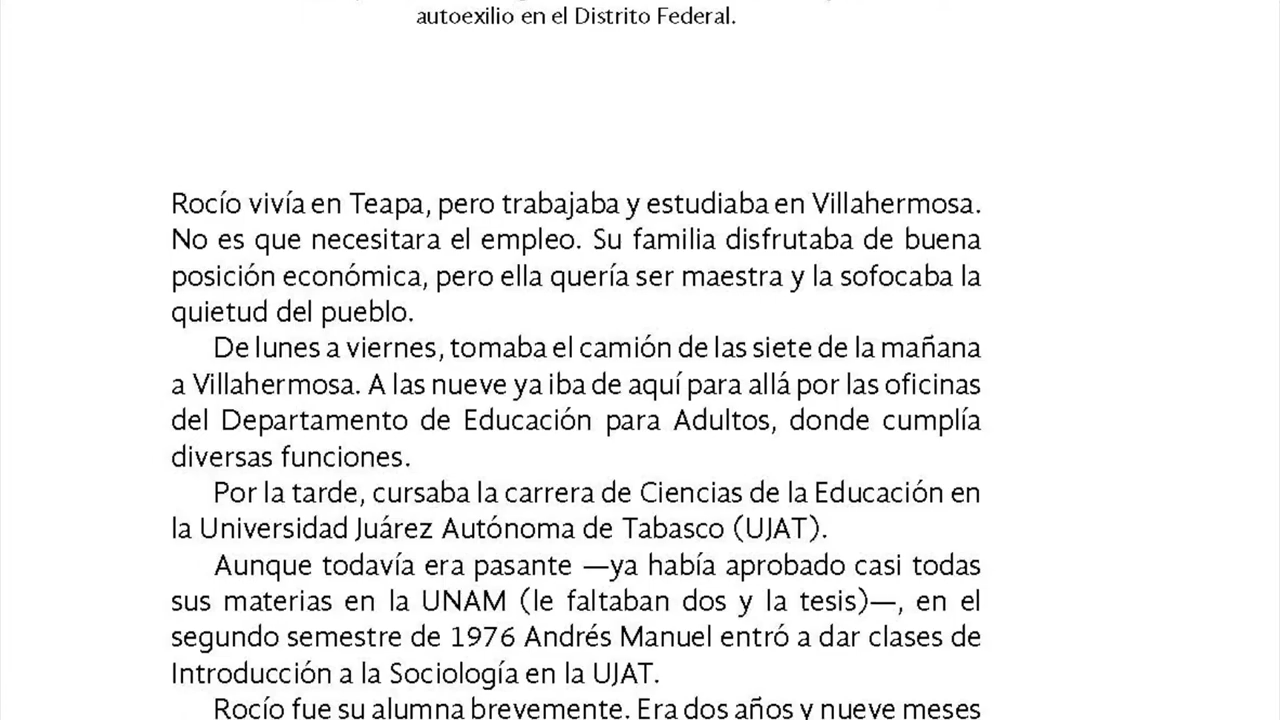 autoexilio en el Distrito Federal.
Rocío vivía en Teapa, pero trabajaba y estudiaba en Villahermosa.
No es que necesitara el empleo. Su familia disfrutaba de buena
posición económica, pero ella quería ser maestra y la sofocaba la
quietud del pueblo.
De lunes a viernes, tomaba el camión de las siete de la mañana
a Villahermosa. A las nueve ya iba de aquí para allá por las oficinas
del Departamento de Educación para Adultos, donde cumplía
diversas funciones.
Por la tarde, cursaba la carrera de Ciencias de la Educación en
la Universidad Juárez Autónoma de Tabasco (UJAT).
Aunque todavía era pasante —ya había aprobado casi todas
sus materias en la UNAM (le faltaban dos y la tesis)—, en el
segundo semestre de 1976 Andrés Manuel entró a dar clases de
Introducción a la Sociología en la UJAT.
Rocío fue su alumna brevemente. Era dos años y nueve meses